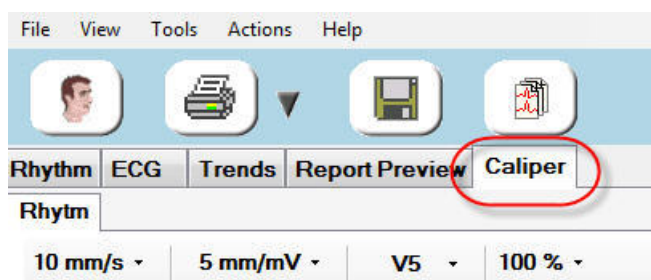 File View Tools Actions Help
Rhythm ECG Trends Report Preview Caliper
Rhytm
10 mm/s 5 mm/mV V5 100 %